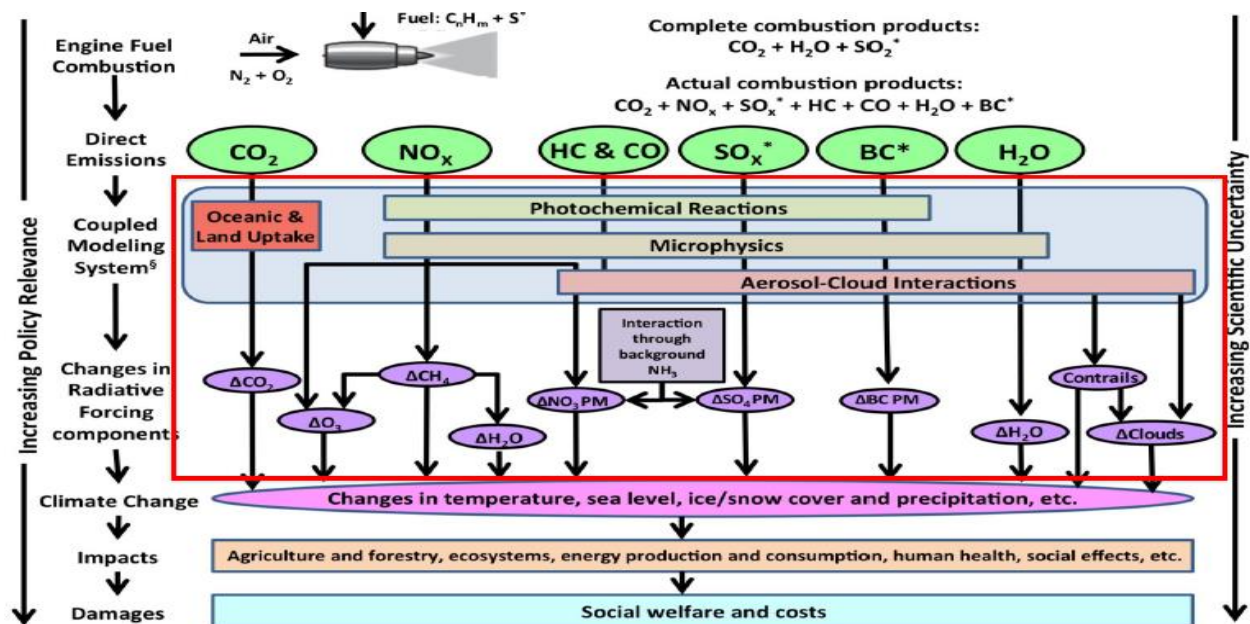 Engine Fuel
Combustion
Air
N₂ + O₂
Fuel: CₙHₘ + S*
Complete combustion products:
CO₂ + H₂O + SO₂*
Actual combustion products:
CO₂ + NOₓ + SOₓ* + HC + CO + H₂O + BC*
Direct
Emissions
CO₂
NOₓ
HC & CO
SOₓ*
BC*
H₂O
Coupled
Modeling
System§
Oceanic &
Land Uptake
Photochemical Reactions
Microphysics
Aerosol-Cloud Interactions
Interaction
through
background
NH₃
Changes in
Radiative
Forcing
components
ΔCO₂
ΔO₃
ΔCH₄
ΔH₂O
ΔNO₃ PM
ΔSO₄ PM
ΔBC PM
ΔH₂O
Contrails
ΔClouds
Climate Change
Changes in temperature, sea level, ice/snow cover and precipitation, etc.
Impacts
Agriculture and forestry, ecosystems, energy production and consumption, human health, social effects, etc.
Damages
Social welfare and costs
Increasing Policy Relevance
Increasing Scientific Uncertainty